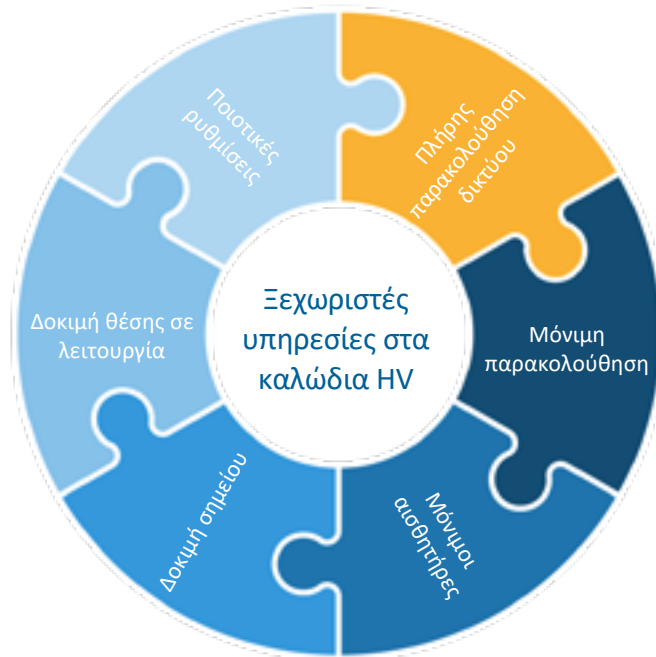 Ποιοτικές
ρυθμίσεις
Πλήρης
παρακολούθηση
δικτύου
Δοκιμή θέσης σε
λειτουργία
Ξεχωριστές
υπηρεσίες στα
καλώδια HV
Μόνιμη
παρακολούθηση
Δοκιμή σημείου
Μόνιμοι
αισθητήρες